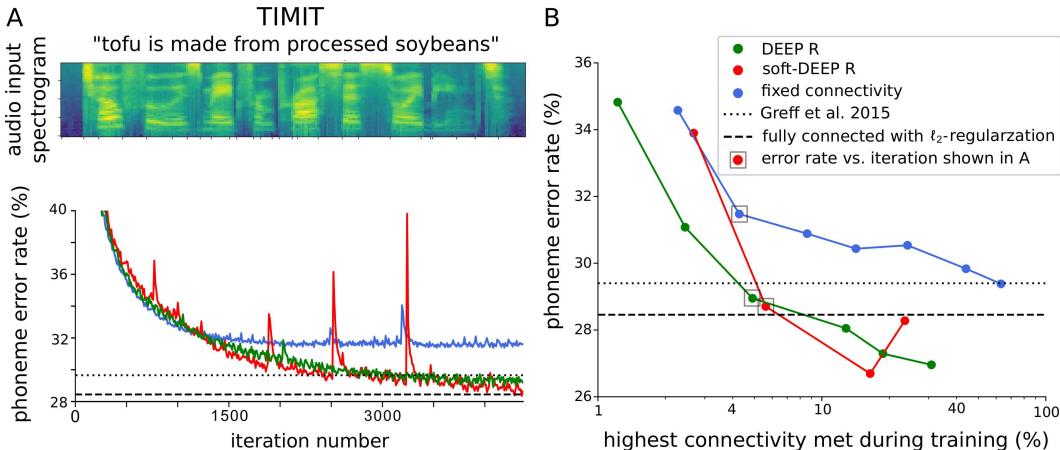 A
TIMIT
"tofu is made from processed soybeans"
audio input
spectrogram
phoneme error rate (%)
40
36
32
28
0
1500
3000
iteration number
B
DEEP R
soft-DEEP R
fixed connectivity
Greff et al. 2015
fully connected with ℓ₂-regularzation
error rate vs. iteration shown in A
phoneme error rate (%)
36
34
32
30
28
26
1
4
10
40
100
highest connectivity met during training (%)